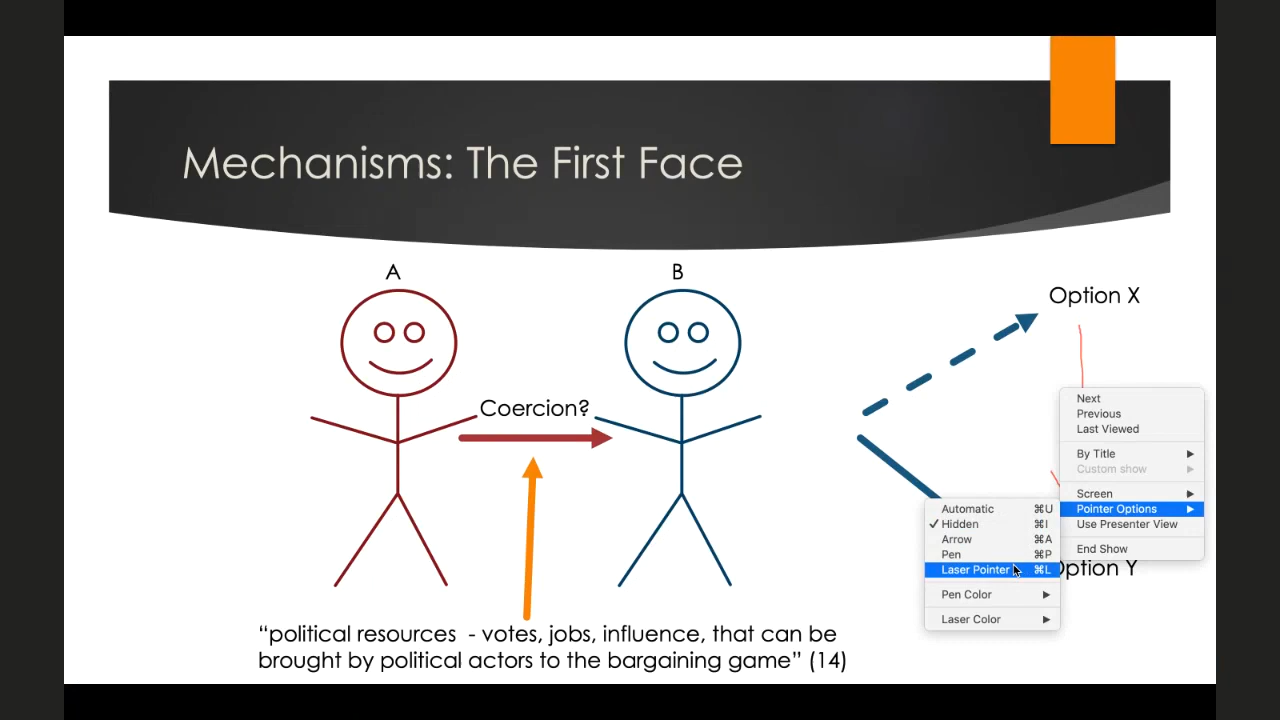 Mechanisms: The First Face
A
B
Option X
Coercion?
Next
Previous
Last Viewed
By Title
Custom show
Screen
Pointer Options
Use Presenter View
End Show
Automatic ⌘U
✓ Hidden ⌘I
Arrow ⌘A
Pen ⌘P
Laser Pointer ⌘L
Pen Color
Laser Color
Option Y
“political resources - votes, jobs, influence, that can be
brought by political actors to the bargaining game” (14)